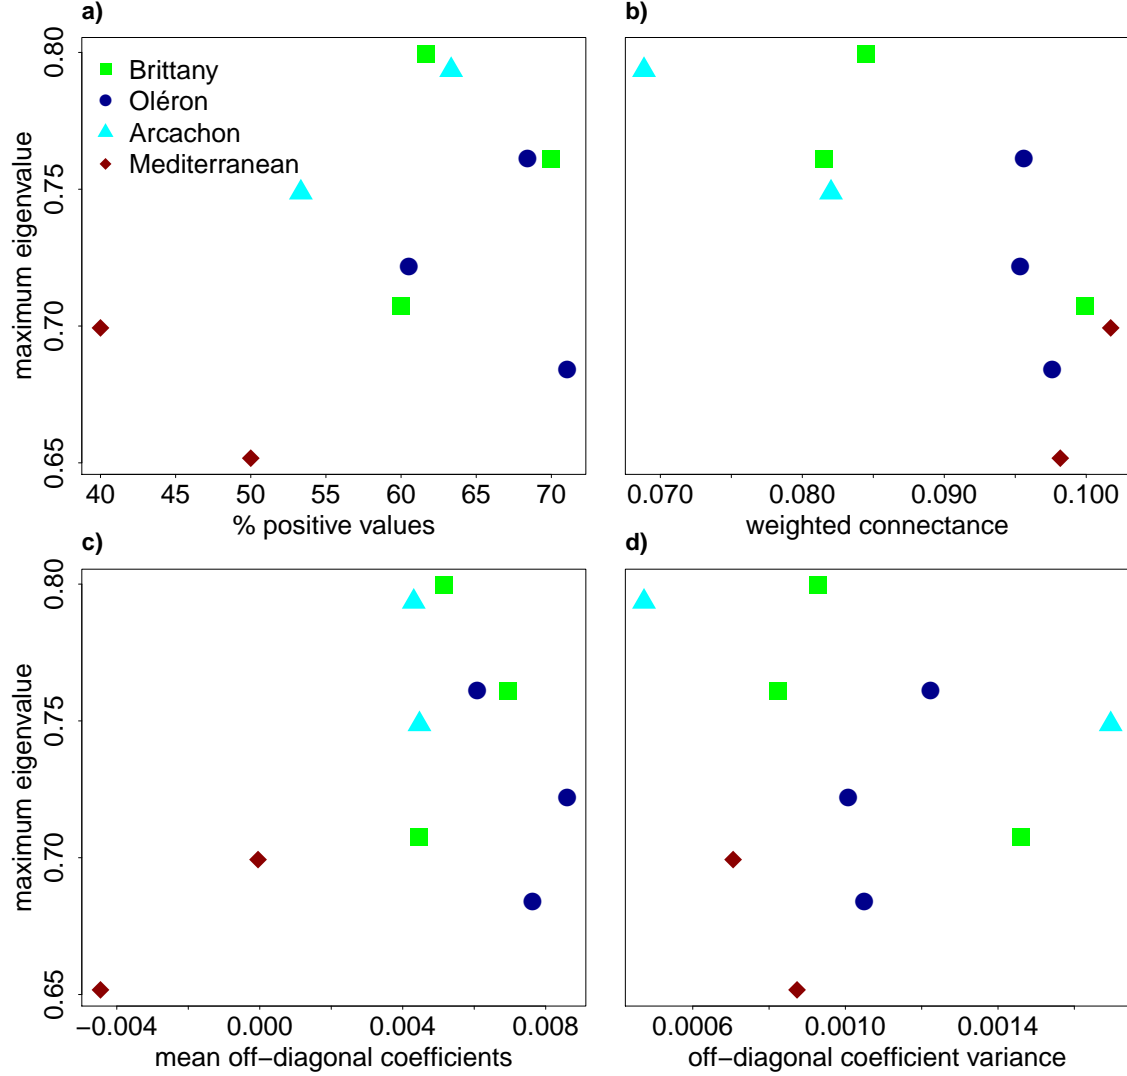 a)
0.80
0.75
0.70
0.65
maximum eigenvalue
Brittany
Oléron
Arcachon
Mediterranean
40 45 50 55 60 65 70
% positive values
b)
0.070 0.080 0.090 0.100
weighted connectance
c)
0.80
0.75
0.70
0.65
maximum eigenvalue
−0.004 0.000 0.004 0.008
mean off−diagonal coefficients
d)
0.0006 0.0010 0.0014
off−diagonal coefficient variance